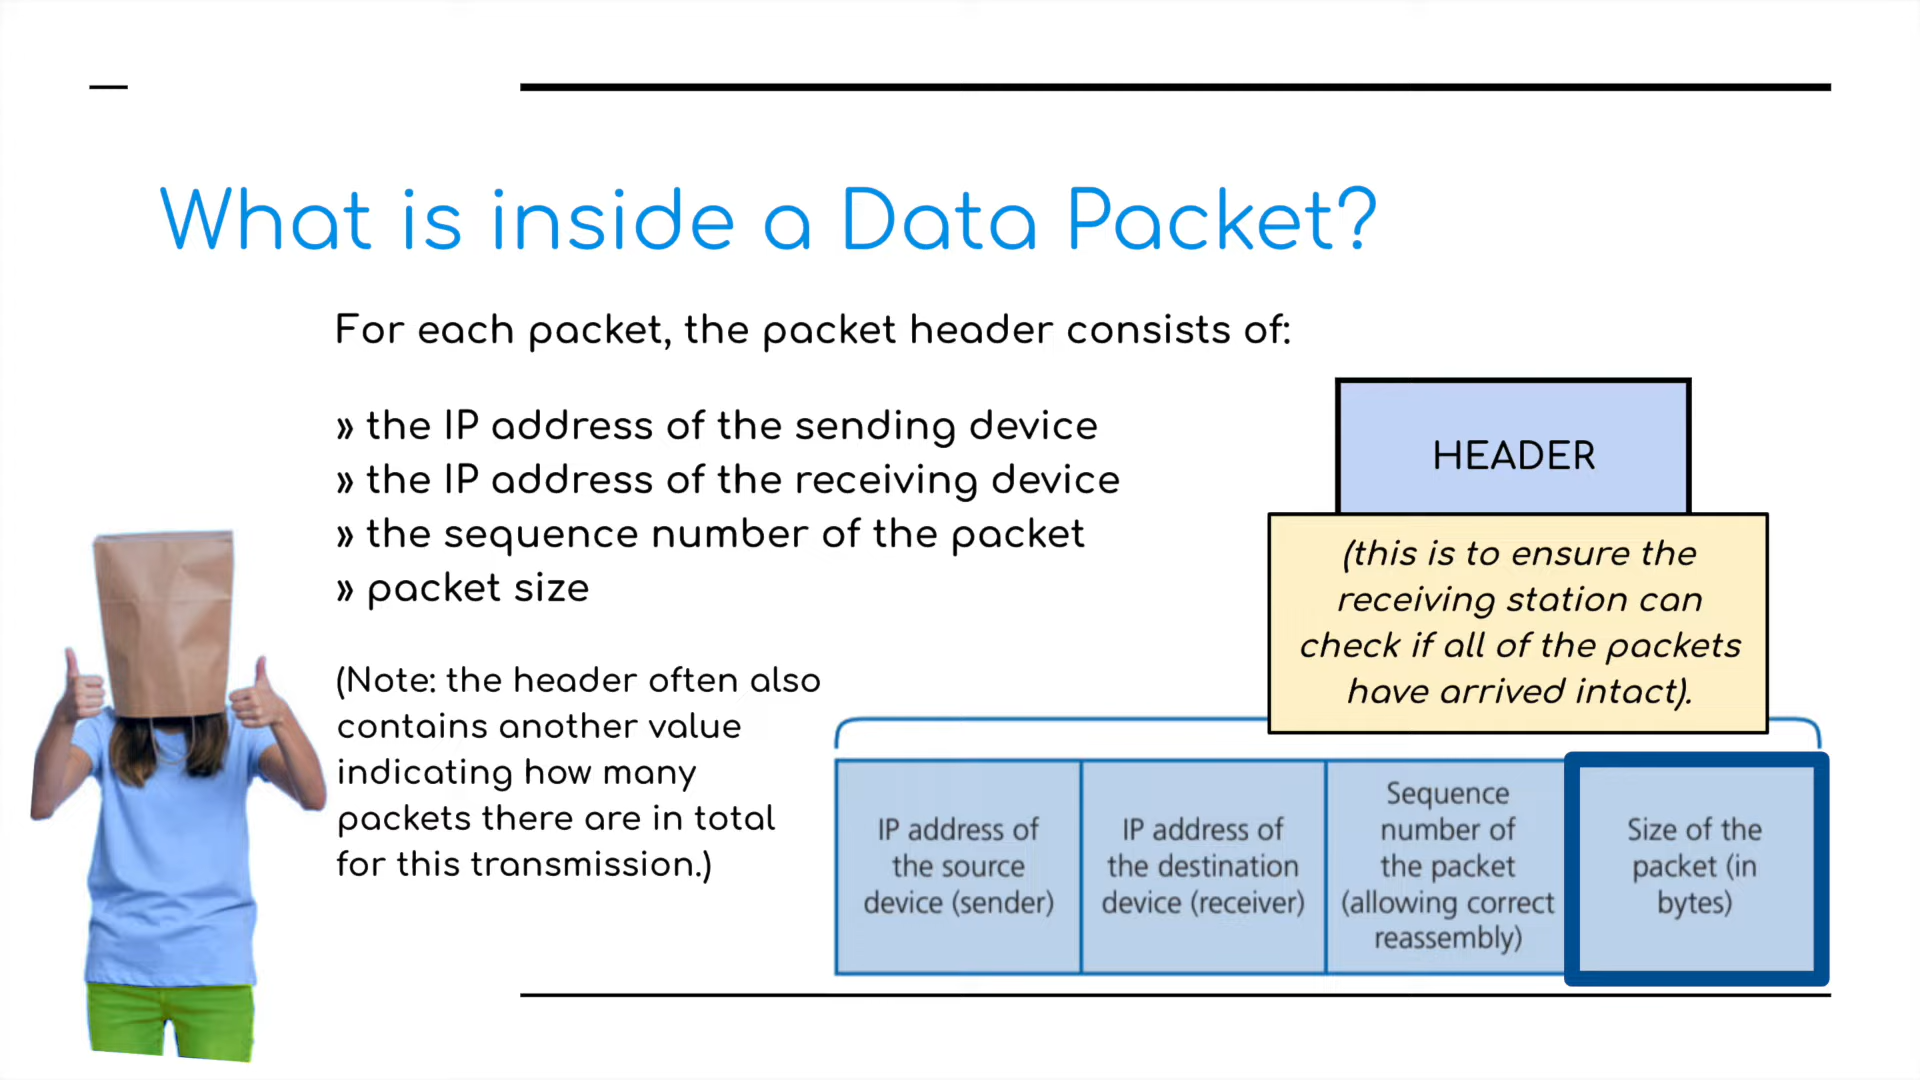 What is inside a Data Packet?
For each packet, the packet header consists of:
» the IP address of the sending device
» the IP address of the receiving device
» the sequence number of the packet
» packet size
(Note: the header often also
contains another value
indicating how many
packets there are in total
for this transmission.)
HEADER
(this is to ensure the
receiving station can
check if all of the packets
have arrived intact).
IP address of
the source
device (sender)
IP address of
the destination
device (receiver)
Sequence
number of
the packet
(allowing correct
reassembly)
Size of the
packet (in
bytes)